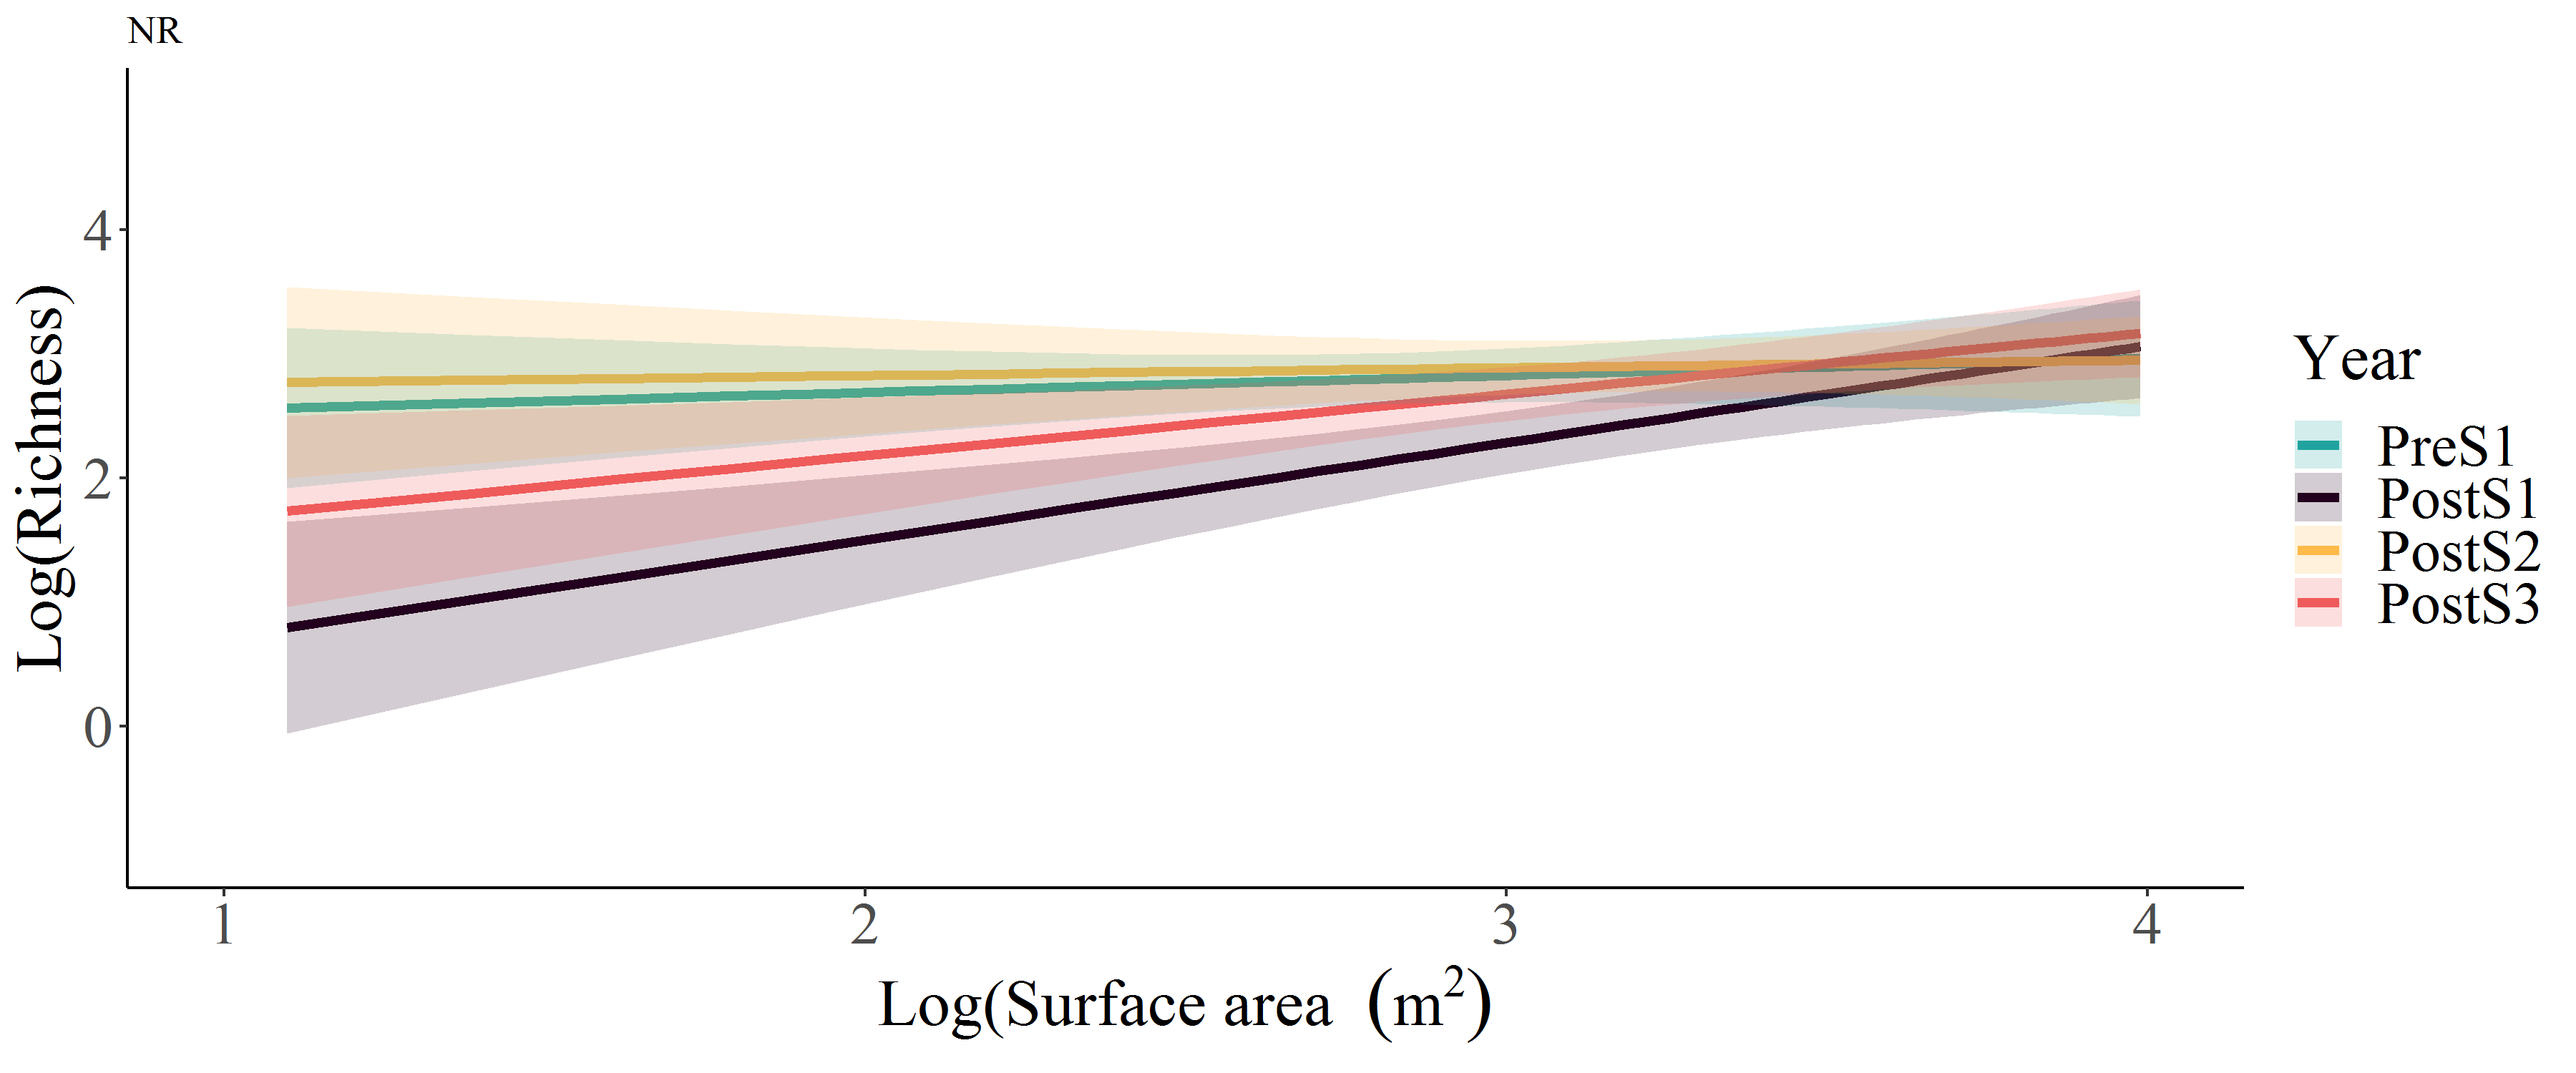 NR
Log(Richness)
4
2
0
1 2 3 4
Log(Surface area (m²)
Year
PreS1
PostS1
PostS2
PostS3